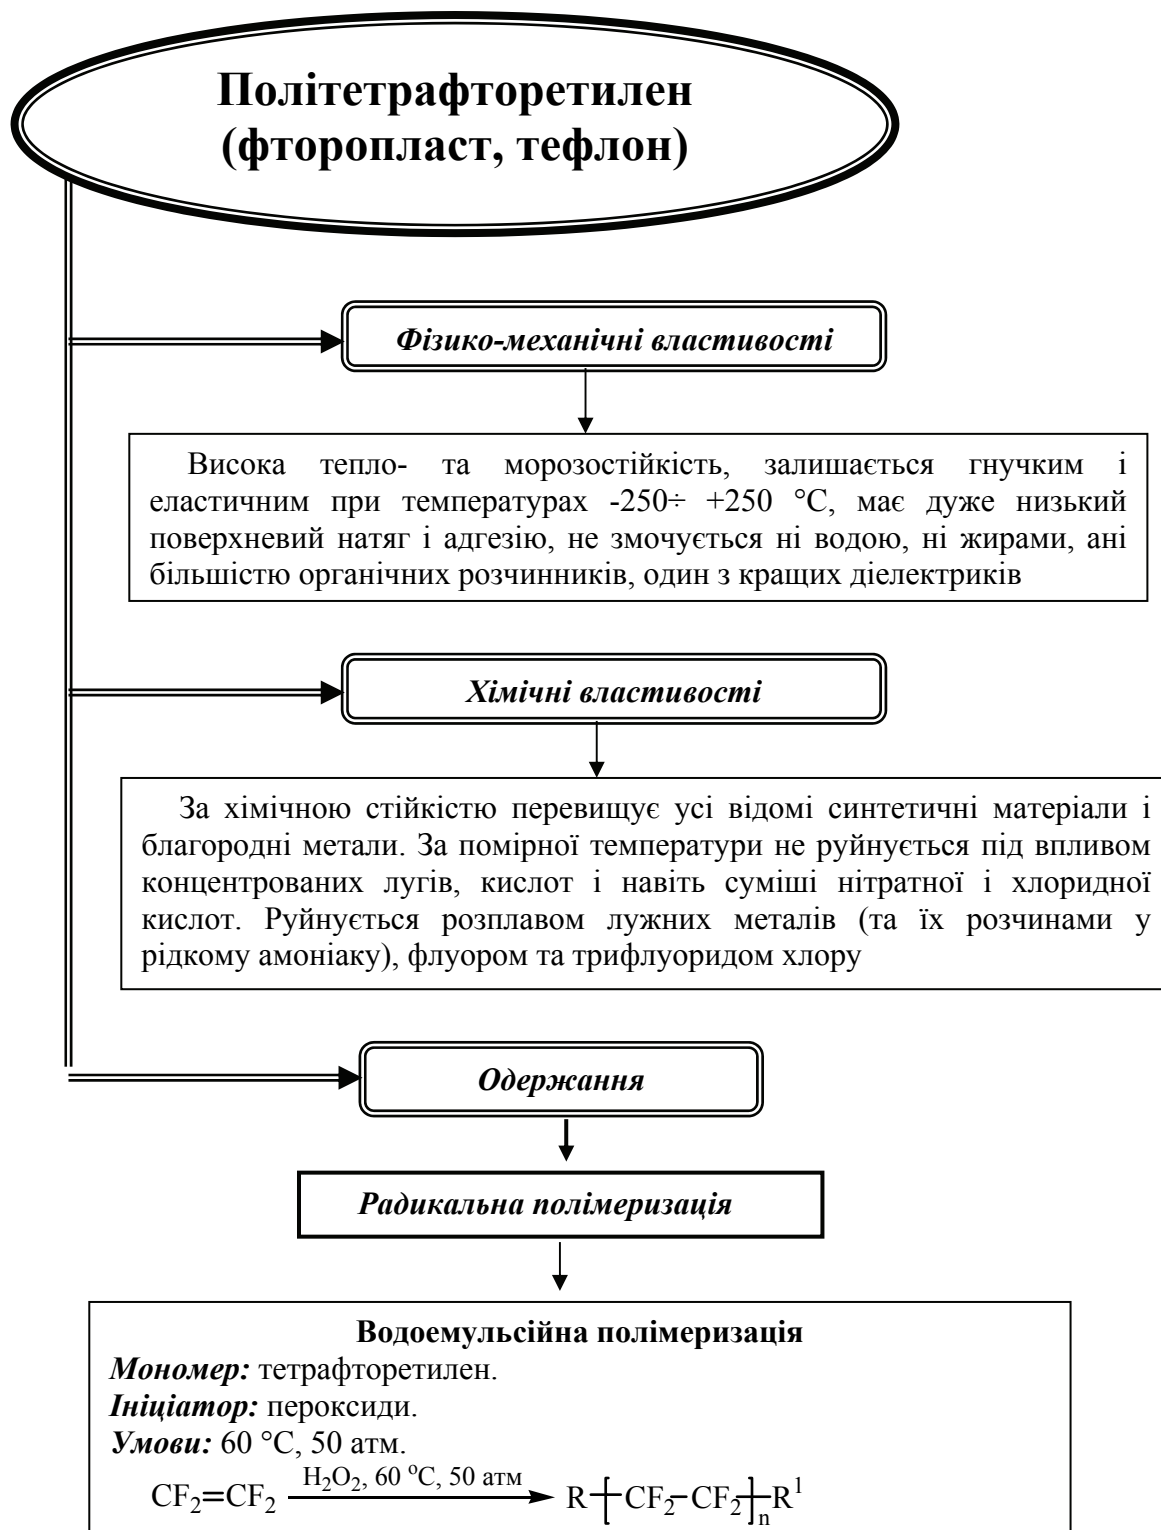 Політетрафторетилен
(фторопласт, тефлон)
Фізико-механічні властивості
Висока тепло- та морозостійкість, залишається гнучким і
еластичним при температурах -250÷ +250 °С, має дуже низький
поверхневий натяг і адгезію, не змочується ні водою, ні жирами, ані
більшістю органічних розчинників, один з кращих діелектриків
Хімічні властивості
За хімічною стійкістю перевищує усі відомі синтетичні матеріали і
благородні метали. За помірної температури не руйнується під впливом
концентрованих лугів, кислот і навіть суміші нітратної і хлоридної
кислот. Руйнується розплавом лужних металів (та їх розчинами у
рідкому амоніаку), флуором та трифлуоридом хлору
Одержання
Радикальна полімеризація
Водоемульсійна полімеризація
Мономер: тетрафторетилен.
Ініціатор: пероксиди.
Умови: 60 °С, 50 атм.
CF₂=CF₂ H₂O₂, 60 °C, 50 атм R-[CF₂-CF₂]ₙ-R¹